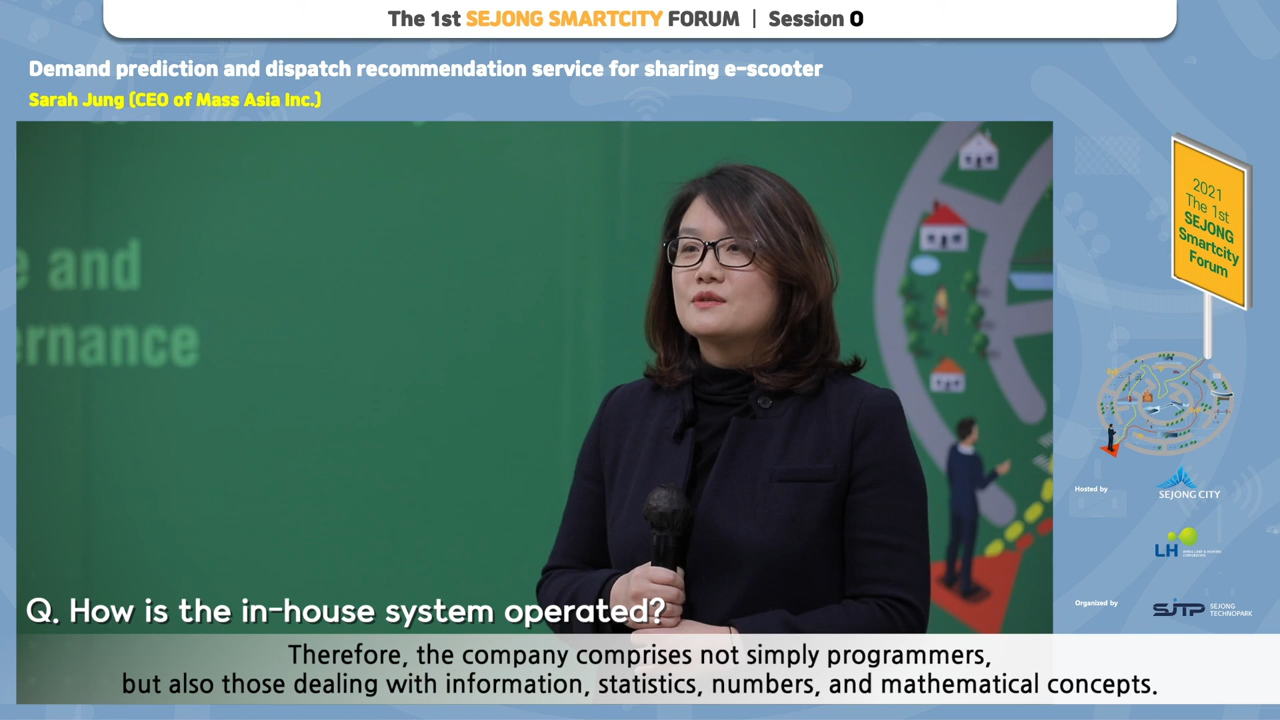 The 1st SEJONG SMARTCITY FORUM | Session 0
Demand prediction and dispatch recommendation service for sharing e-scooter
Sarah Jung (CEO of Mass Asia Inc.)
e and
ernance
2021
The 1st
SEJONG
Smartcity
Forum
Hosted by
SEJONG CITY
LH
Organized by
SJTP SEJONG
TECHNOPARK
Q. How is the in-house system operated?
Therefore, the company comprises not simply programmers,
but also those dealing with information, statistics, numbers, and mathematical concepts.